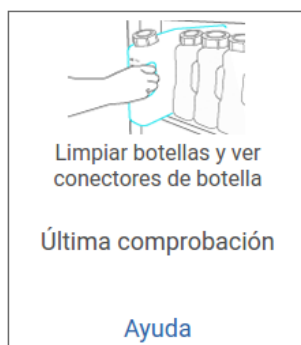 Limpiar botellas y ver
conectores de botella
Última comprobación
Ayuda